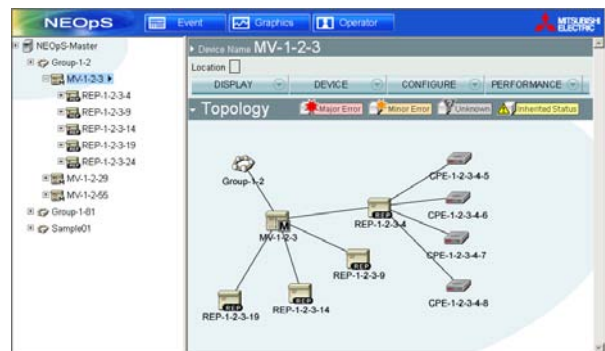 NEOpS Event Graphics Operator MITSUBISHI ELECTRIC
NEOpS-Master
Group-1-2
MV-1-2-3
REP-1-2-3-4
REP-1-2-3-9
REP-1-2-3-14
REP-1-2-3-19
REP-1-2-3-24
MV-1-2-29
MV-1-2-55
Group-1-81
Sample01
Device Name MV-1-2-3
Location
DISPLAY DEVICE CONFIGURE PERFORMANCE
Topology Major Error Minor Error Unknown Inherited Status
Group-1-2
CPE-1-2-3-4-5
REP
REP-1-2-3-4
CPE-1-2-3-4-6
M
MV-1-2-3
CPE-1-2-3-4-7
REP
REP-1-2-3-9
REP
REP-1-2-3-19
REP
REP-1-2-3-14
CPE-1-2-3-4-8